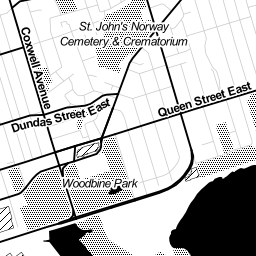 St. John's Norway
Cemetery & Crematorium
Coxwell Avenue
Dundas Street East
Queen Street East
Woodbine Park